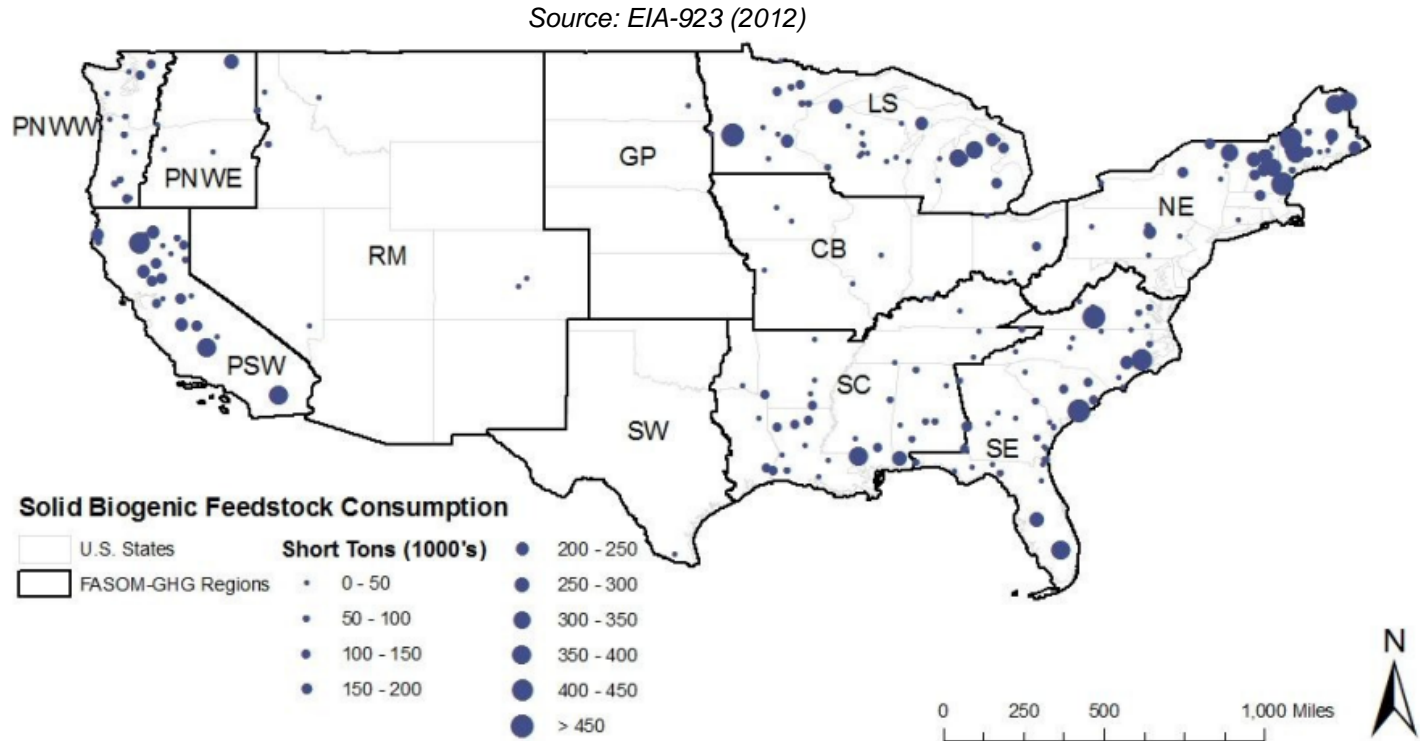 Source: EIA-923 (2012)
PNWW
PNWE
GP
LS
NE
RM
CB
PSW
SW
SC
SE
Solid Biogenic Feedstock Consumption
U.S. States
FASOM-GHG Regions
Short Tons (1000's)
0 - 50
50 - 100
100 - 150
150 - 200
200 - 250
250 - 300
300 - 350
350 - 400
400 - 450
> 450
N
0 250 500 1,000 Miles